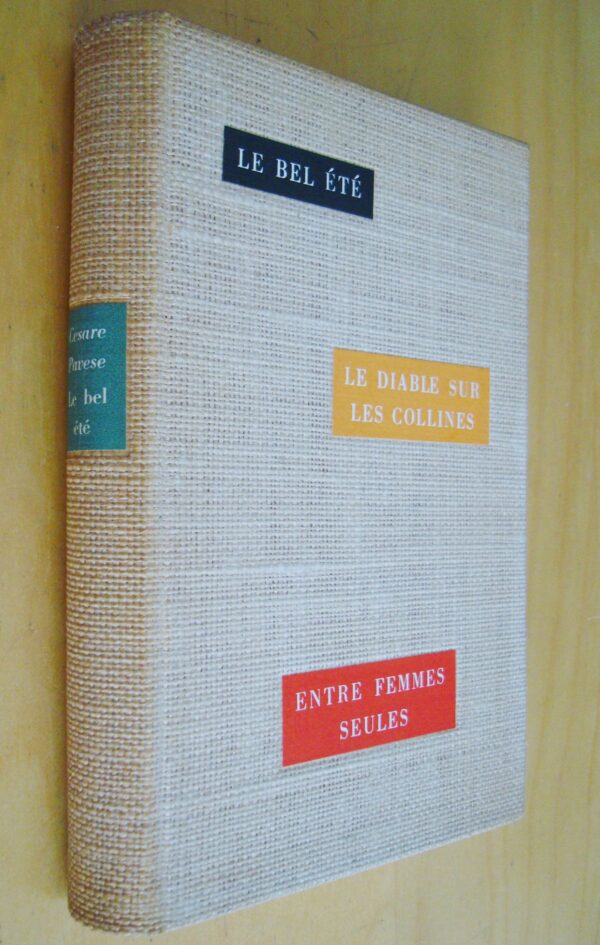 LE BEL ÉTÉ
LE DIABLE SUR
LES COLLINES
ENTRE FEMMES
SEULES
Cesare
Pavese
Le bel
été